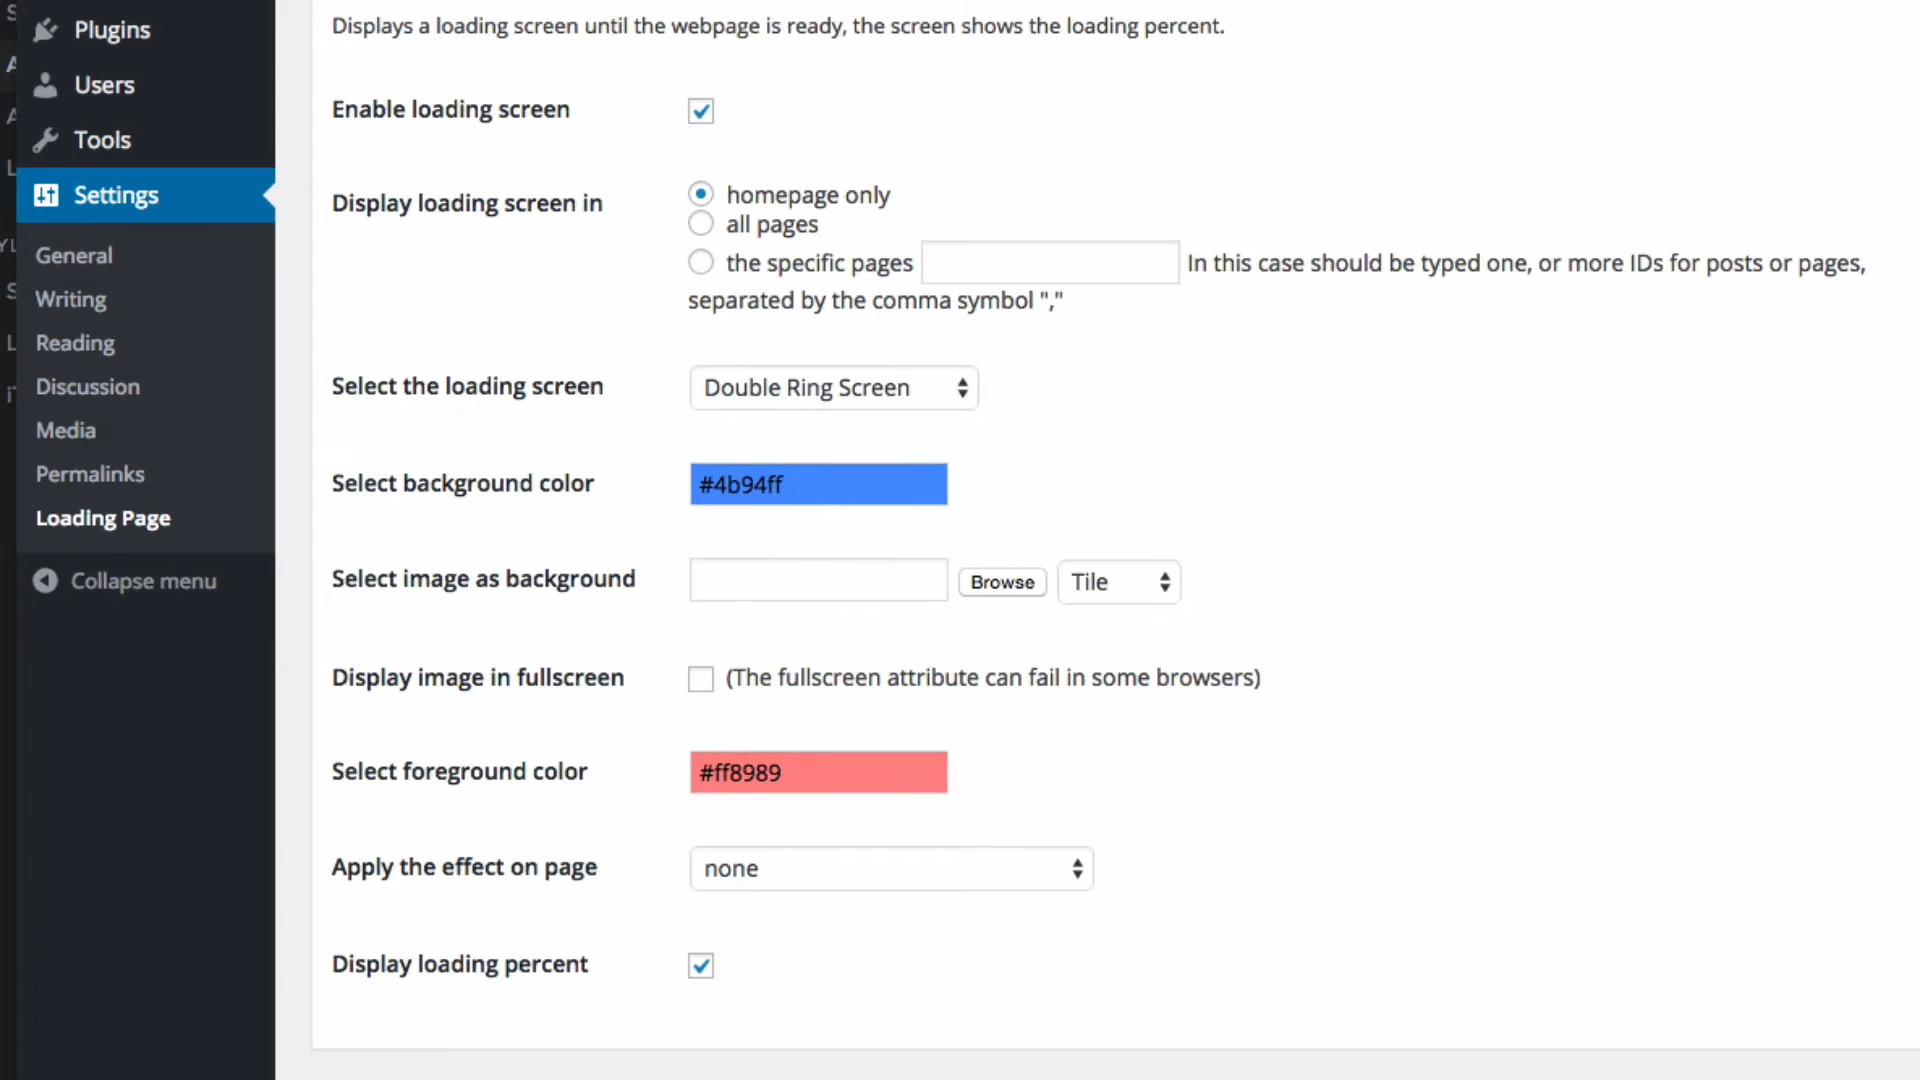 Plugins
Users
Tools
Settings
General
Writing
Reading
Discussion
Media
Permalinks
Loading Page
Collapse menu
Displays a loading screen until the webpage is ready, the screen shows the loading percent.
Enable loading screen
Display loading screen in
homepage only
all pages
the specific pages In this case should be typed one, or more IDs for posts or pages,
separated by the comma symbol ","
Select the loading screen Double Ring Screen
Select background color #4b94ff
Select image as background Browse Tile
Display image in fullscreen (The fullscreen attribute can fail in some browsers)
Select foreground color #ff8989
Apply the effect on page none
Display loading percent